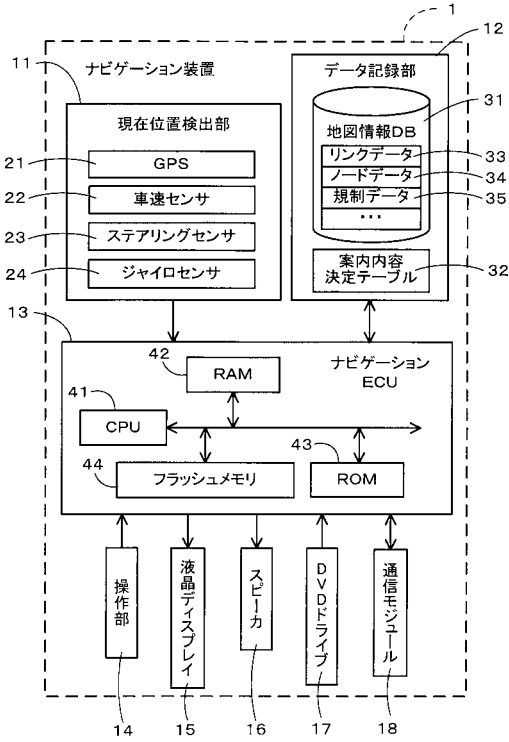 1
12
ナビゲーション装置
データ記録部
11
現在位置検出部
31
地図情報DB
リンクデータ
33
ノードデータ
34
規制データ
35
・・・
21
GPS
22
車速センサ
23
ステアリングセンサ
24
ジャイロセンサ
案内内容
決定テーブル
32
13
ナビゲーション
ECU
42
RAM
41
CPU
43
ROM
44
フラッシュメモリ
操作部
液晶ディスプレイ
スピーカ
DVDドライブ
通信モジュール
14
15
16
17
18